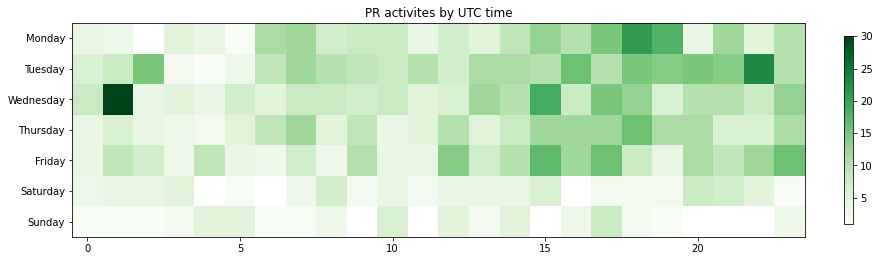 PR activites by UTC time
Monday
Tuesday
Wednesday
Thursday
Friday
Saturday
Sunday
0 5 10 15 20
30
25
20
15
10
5